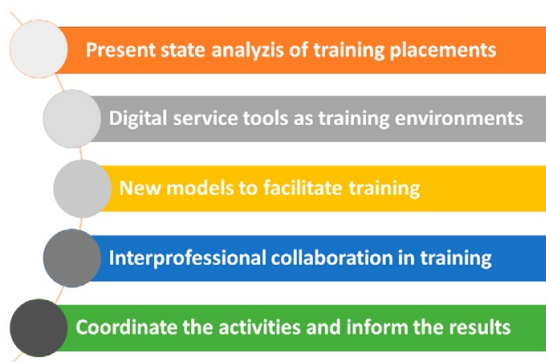 Present state analyzis of training placements
Digital service tools as training environments
New models to facilitate training
Interprofessional collaboration in training
Coordinate the activities and inform the results